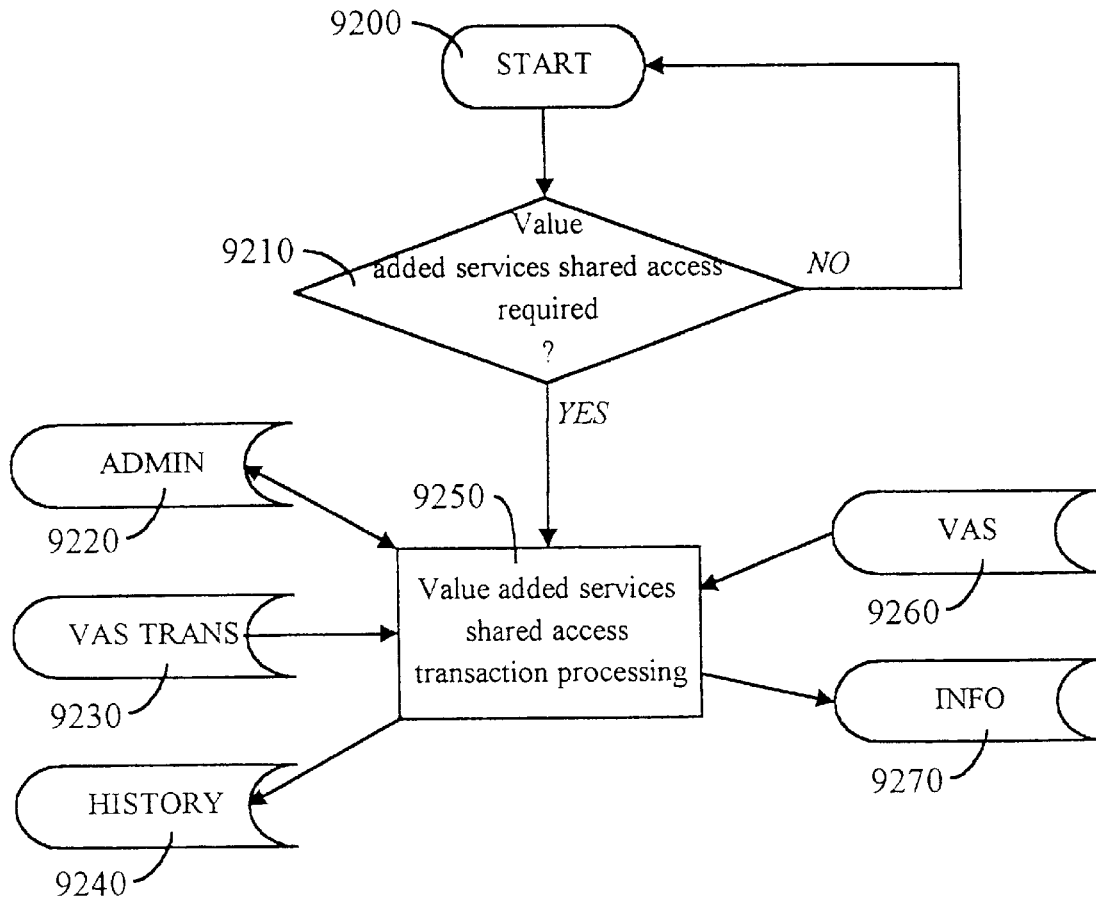 9200
START
9210
Value
added services shared access
required
?
NO
YES
ADMIN
9220
9250
VAS
9260
Value added services
shared access
transaction processing
VAS TRANS
9230
INFO
9270
HISTORY
9240